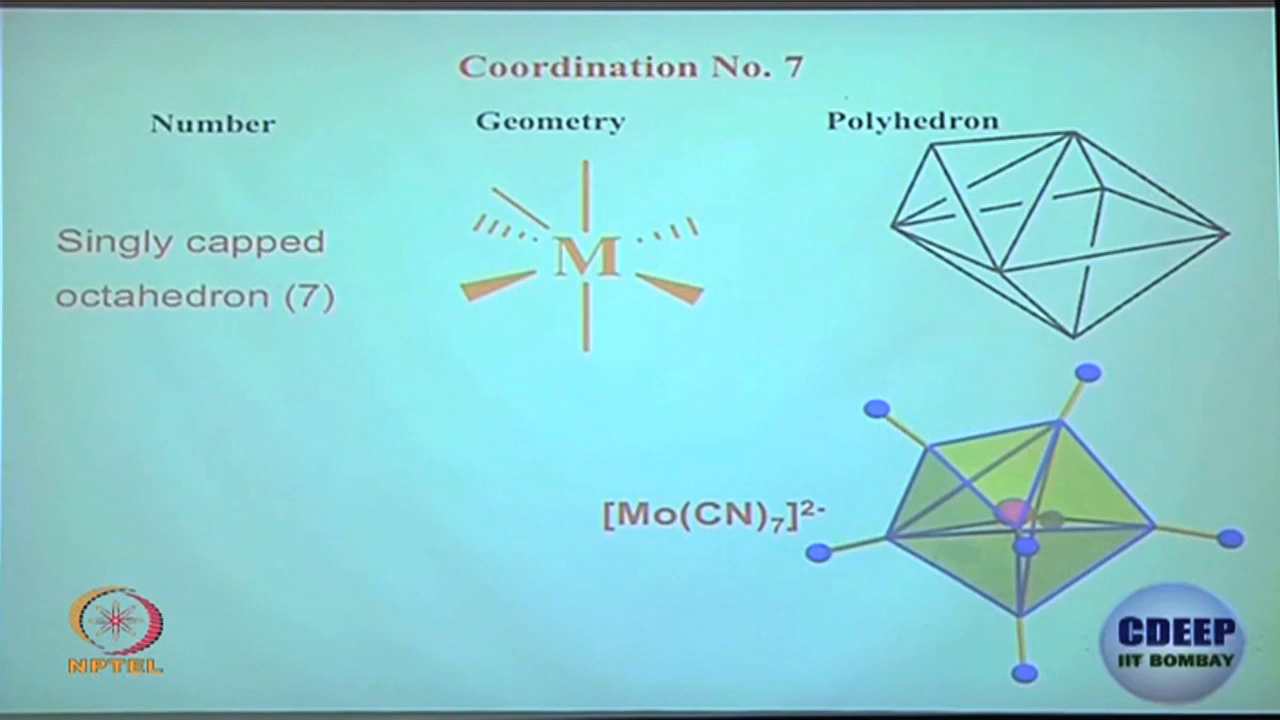 Coordination No. 7
Number
Geometry
Polyhedron
Singly capped
octahedron (7)
M
[Mo(CN)₇]²⁻
NPTEL
CDEEP
IIT BOMBAY